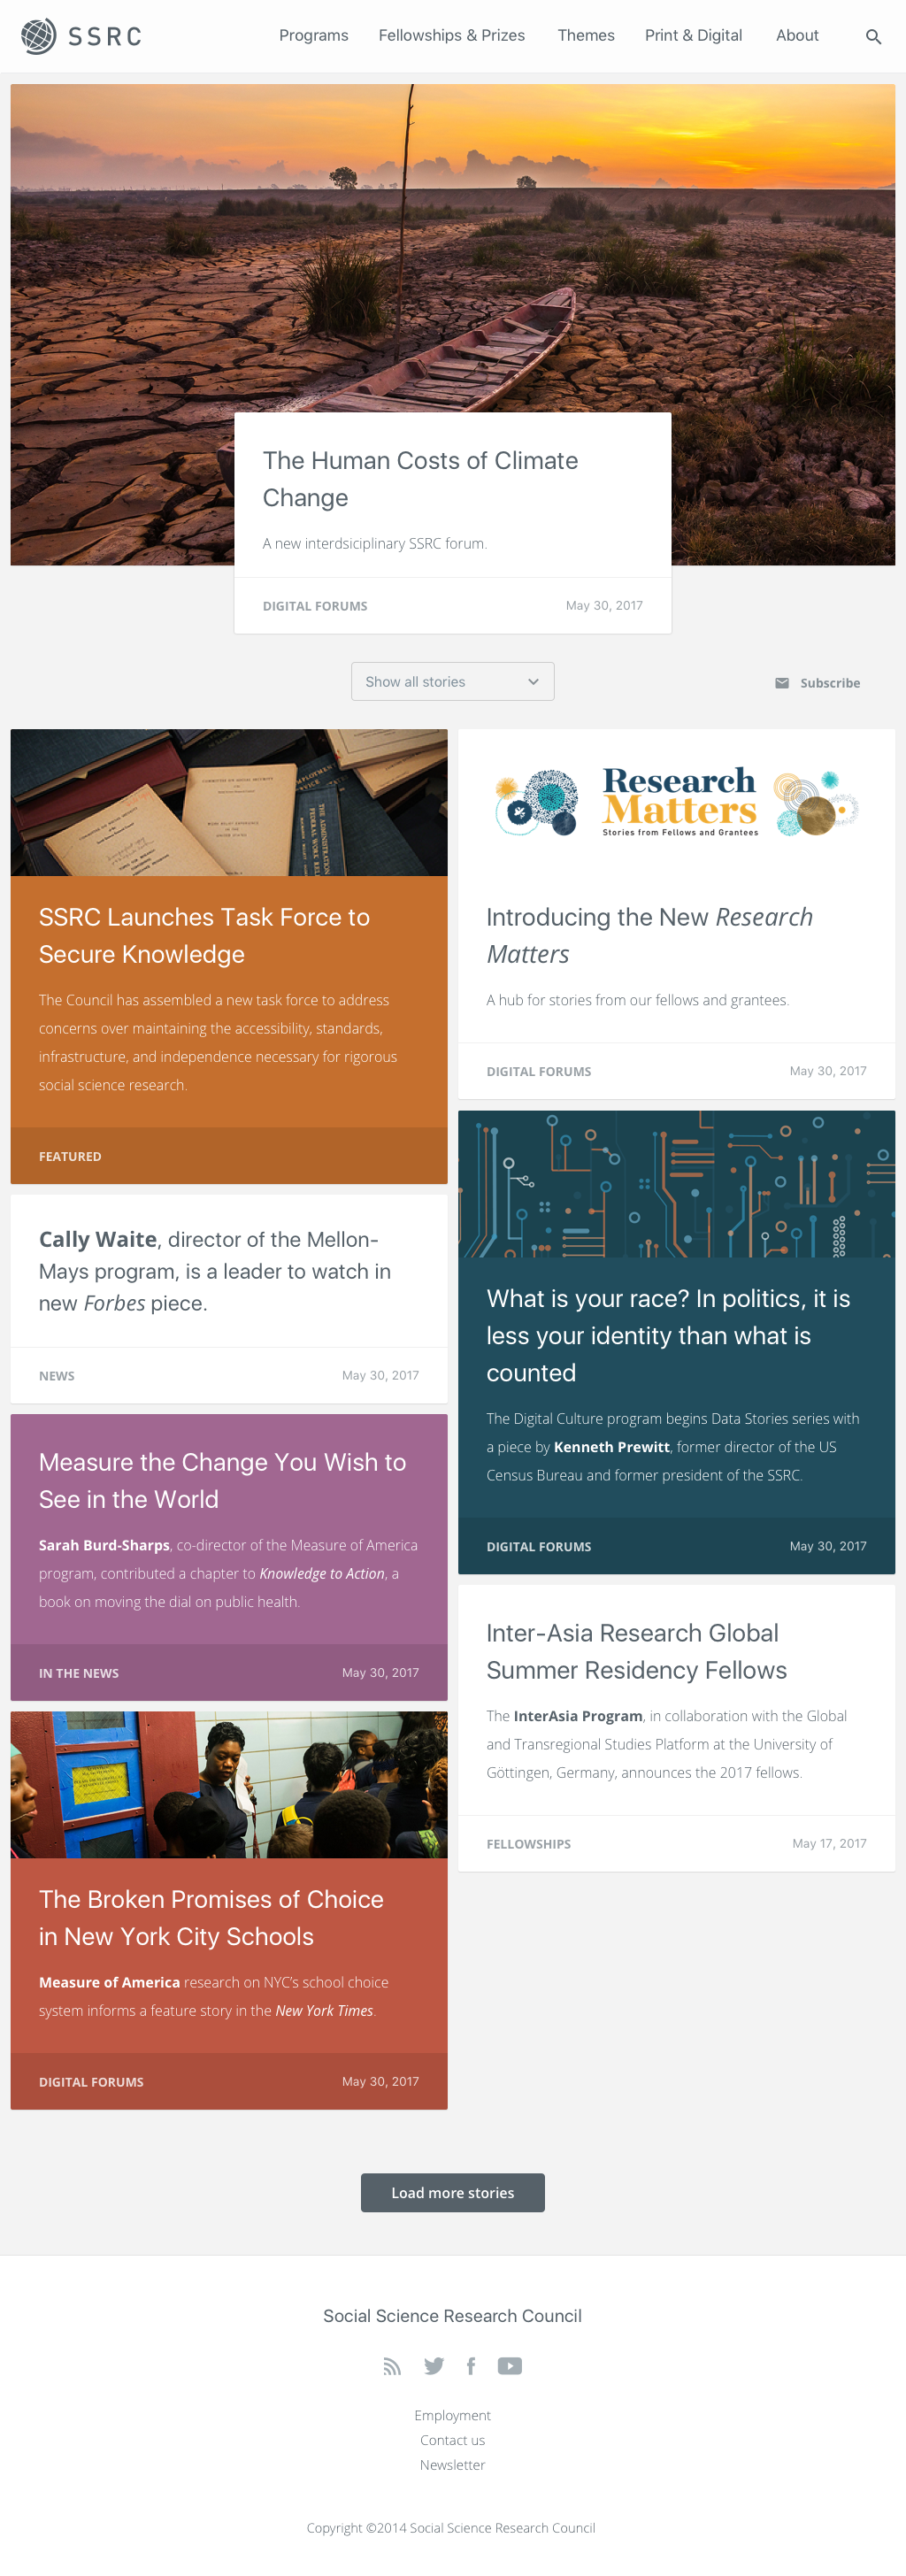 SSRC
Programs
Fellowships & Prizes
Themes
Print & Digital
About
The Human Costs of Climate
Change
A new interdsiciplinary SSRC forum.
DIGITAL FORUMS
May 30, 2017
Show all stories
Subscribe
SSRC Launches Task Force to
Secure Knowledge
The Council has assembled a new task force to address
concerns over maintaining the accessibility, standards,
infrastructure, and independence necessary for rigorous
social science research.
FEATURED
Cally Waite, director of the Mellon-
Mays program, is a leader to watch in
new Forbes piece.
NEWS
May 30, 2017
Measure the Change You Wish to
See in the World
Sarah Burd-Sharps, co-director of the Measure of America
program, contributed a chapter to Knowledge to Action, a
book on moving the dial on public health.
IN THE NEWS
May 30, 2017
The Broken Promises of Choice
in New York City Schools
Measure of America research on NYC’s school choice
system informs a feature story in the New York Times.
DIGITAL FORUMS
May 30, 2017
Research
Matters
Stories from Fellows and Grantees
Introducing the New Research
Matters
A hub for stories from our fellows and grantees.
DIGITAL FORUMS
May 30, 2017
What is your race? In politics, it is
less your identity than what is
counted
The Digital Culture program begins Data Stories series with
a piece by Kenneth Prewitt, former director of the US
Census Bureau and former president of the SSRC.
DIGITAL FORUMS
May 30, 2017
Inter-Asia Research Global
Summer Residency Fellows
The InterAsia Program, in collaboration with the Global
and Transregional Studies Platform at the University of
Göttingen, Germany, announces the 2017 fellows.
FELLOWSHIPS
May 17, 2017
Load more stories
Social Science Research Council
Employment
Contact us
Newsletter
Copyright ©2014 Social Science Research Council